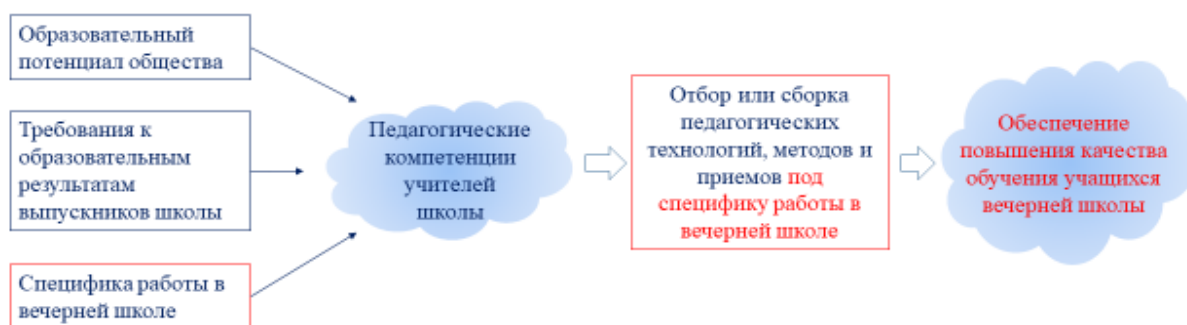 Образовательный
потенциал общества
Требования к
образовательным
результатам
выпускников школы
Специфика работы в
вечерней школе
Педагогические
компетенции
учителей
школы
Отбор или сборка
педагогических
технологий, методов и
приемов под
специфику работы в
вечерней школе
Обеспечение
повышения качества
обучения учащихся
вечерней школы